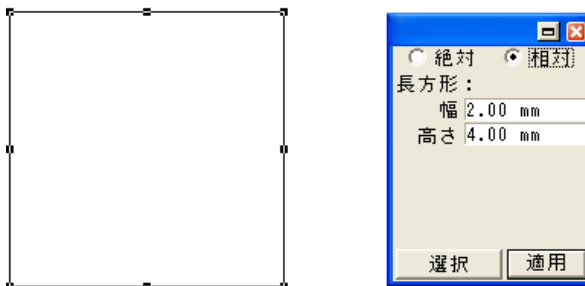 絶対 相対
長方形：
幅 2.00 mm
高さ 4.00 mm
選択 適用